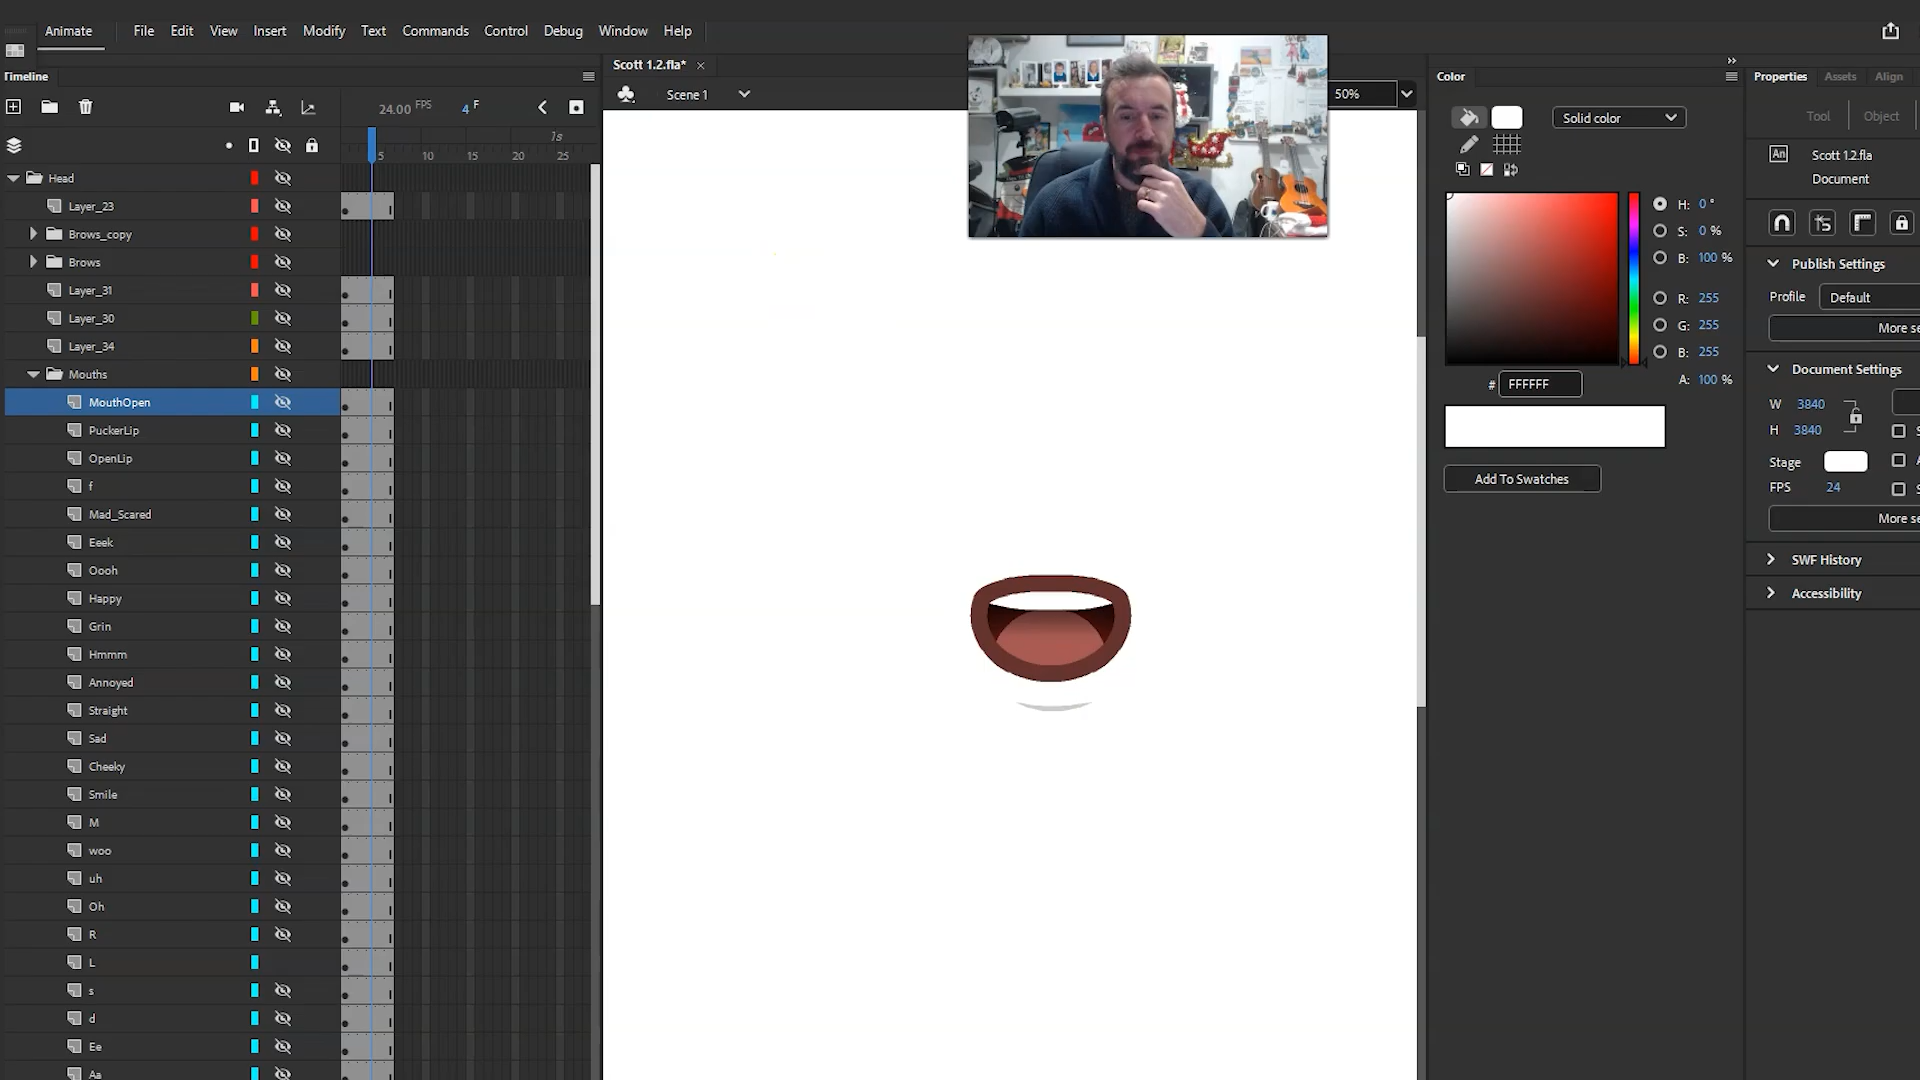 Animate File Edit View Insert Modify Text Commands Control Debug Window Help
Timeline
Scott 1.2.fla*
Scene 1
50%
24.00 FPS 4 F
1s
5 10 15 20 25
Head
Layer_23
Brows_copy
Brows
Layer_31
Layer_30
Layer_34
Mouths
MouthOpen
PuckerLip
OpenLip
f
Mad_Scared
Eeek
Oooh
Happy
Grin
Hmmm
Annoyed
Straight
Sad
Cheeky
Smile
M
woo
uh
Oh
R
L
s
d
Ee
Aa
Color
Solid color
H: 0 °
S: 0 %
B: 100 %
R: 255
G: 255
B: 255
A: 100 %
# FFFFFF
Add To Swatches
Properties Assets Align
Tool Object
An Scott 1.2.fla
Document
Publish Settings
Profile Default
More se
Document Settings
W 3840
H 3840
Stage
FPS 24
More se
SWF History
Accessibility